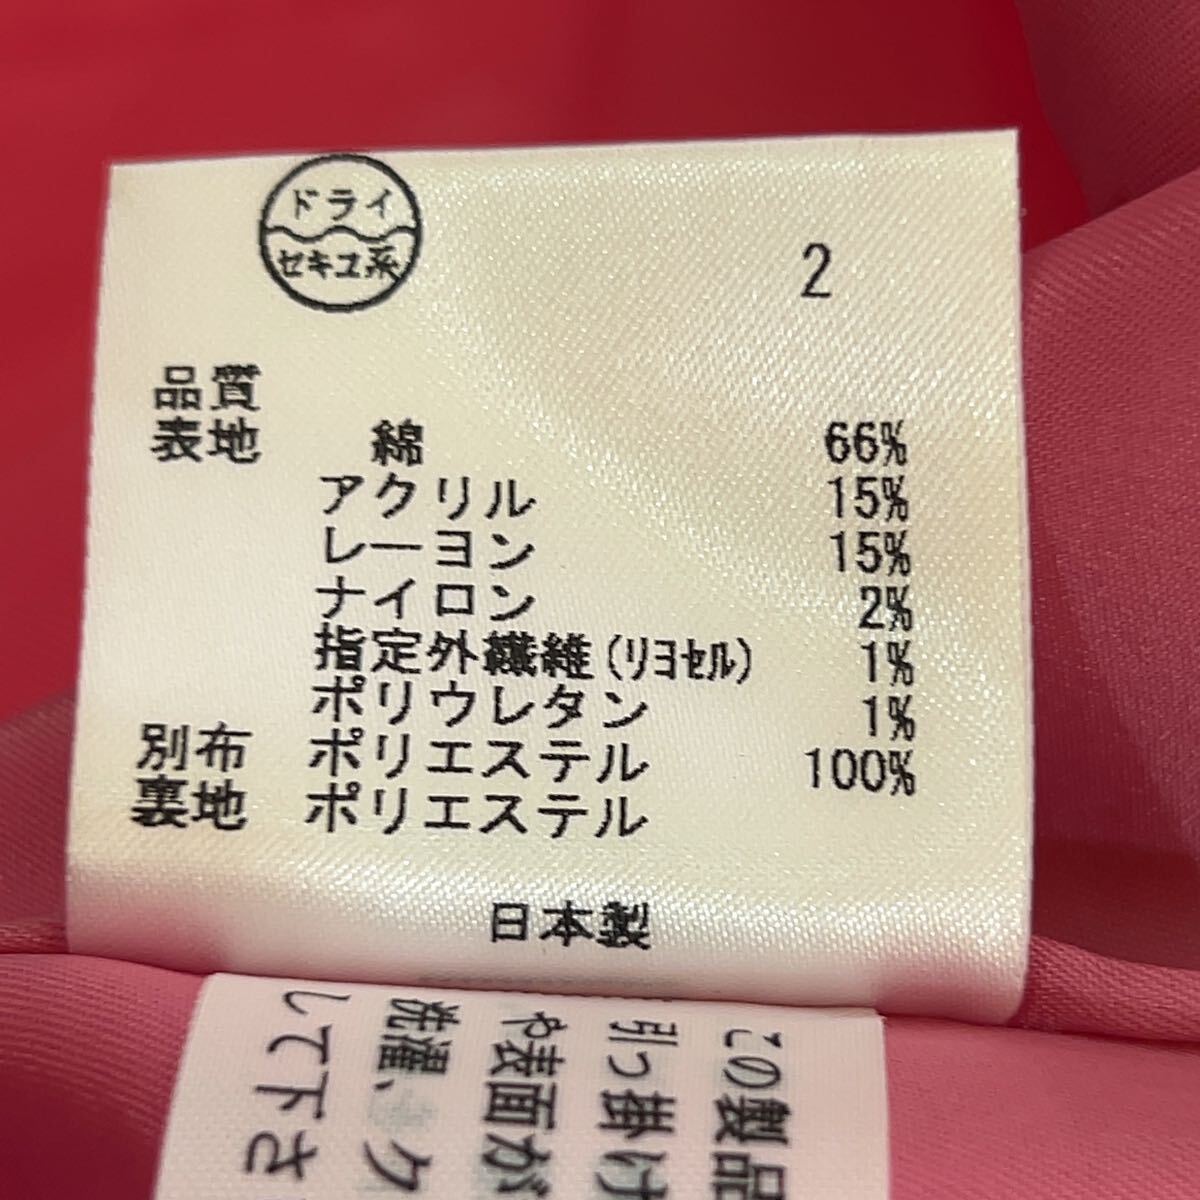 ドライ
セキユ系
2
品質
表地 綿 66%
アクリル 15%
レーヨン 15%
ナイロン 2%
指定外繊維(リヨセル) 1%
ポリウレタン 1%
別布 ポリエステル 100%
裏地 ポリエステル
日本製
この製品
引っ掛け
や表面が
洗濯、ク
して下さ